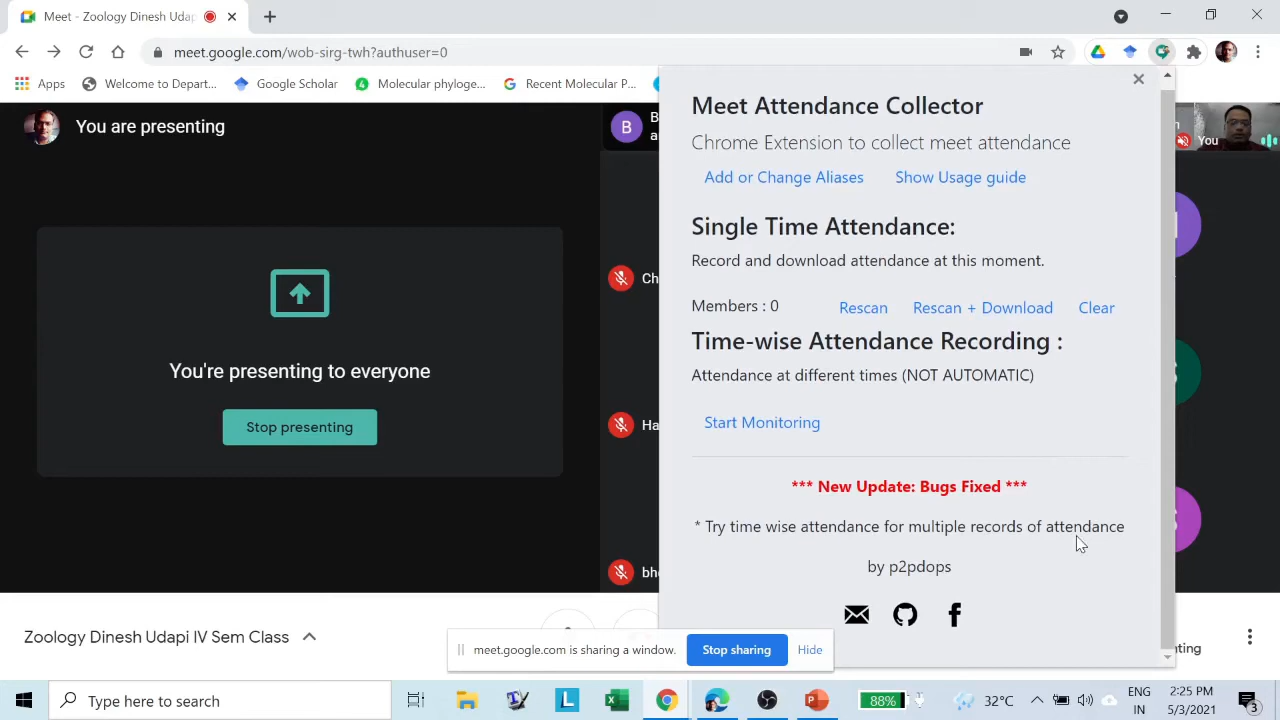 Meet - Zoology Dinesh Udap
meet.google.com/wob-sirg-twh?authuser=0
Apps
Welcome to Depart...
Google Scholar
4
Molecular phyloge...
Recent Molecular P...
You are presenting
B
B
a
n
You
You're presenting to everyone
Stop presenting
Ch
Ha
bh
Meet Attendance Collector
Chrome Extension to collect meet attendance
Add or Change Aliases
Show Usage guide
Single Time Attendance:
Record and download attendance at this moment.
Members : 0
Rescan
Rescan + Download
Clear
Time-wise Attendance Recording :
Attendance at different times (NOT AUTOMATIC)
Start Monitoring
*** New Update: Bugs Fixed ***
* Try time wise attendance for multiple records of attendance
by p2pdops
Zoology Dinesh Udapi IV Sem Class
meet.google.com is sharing a window.
Stop sharing
Hide
ting
Type here to search
88%
32°C
ENG
IN
2:25 PM
5/3/2021
3